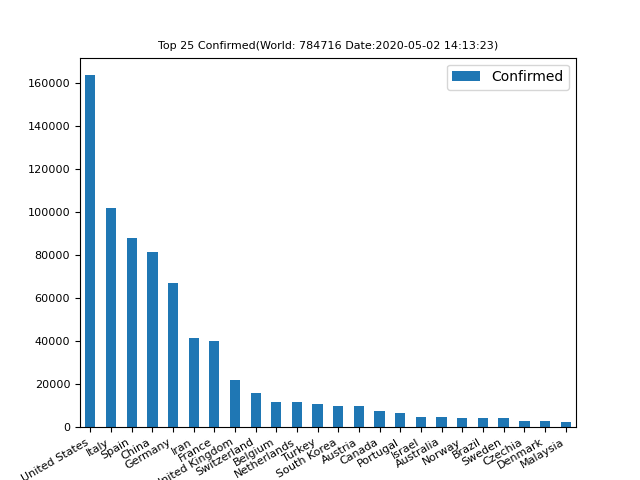 Top 25 Confirmed(World: 784716 Date:2020-05-02 14:13:23)
Confirmed
160000
140000
120000
100000
80000
60000
40000
20000
0
United States
Italy
Spain
China
Germany
Iran
France
nited Kingdom
Switzerland
Belgium
Netherlands
Turkey
South Korea
Austria
Canada
Portugal
Israel
Australia
Norway
Brazil
Sweden
Czechia
Denmark
Malaysia